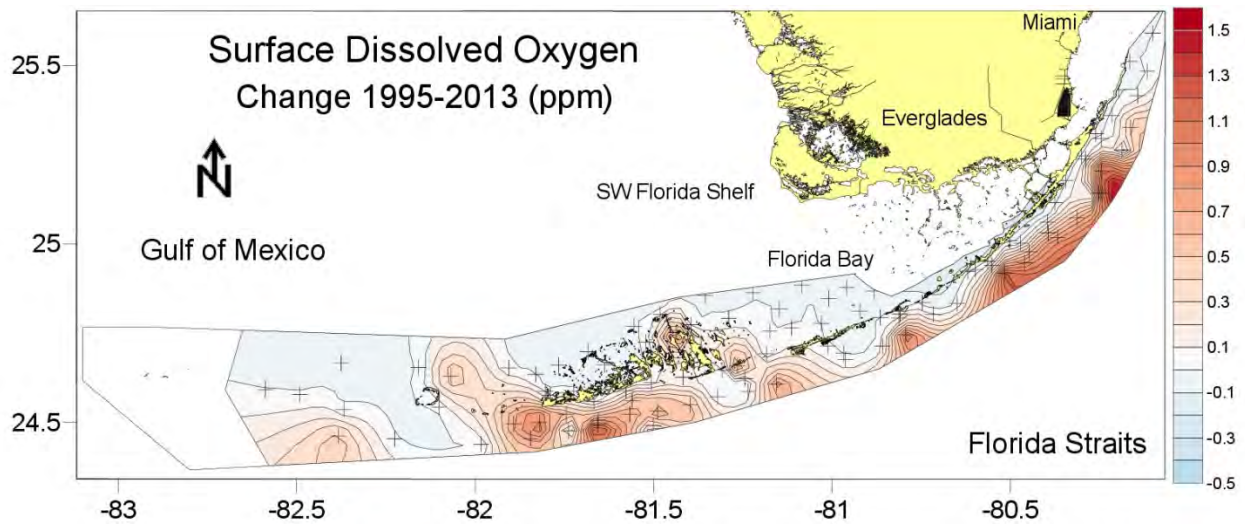 Surface Dissolved Oxygen
Change 1995-2013 (ppm)
N
Gulf of Mexico
Miami
Everglades
SW Florida Shelf
Florida Bay
Florida Straits
25.5
25
24.5
-83
-82.5
-82
-81.5
-81
-80.5
1.5
1.3
1.1
0.9
0.7
0.5
0.3
0.1
-0.1
-0.3
-0.5